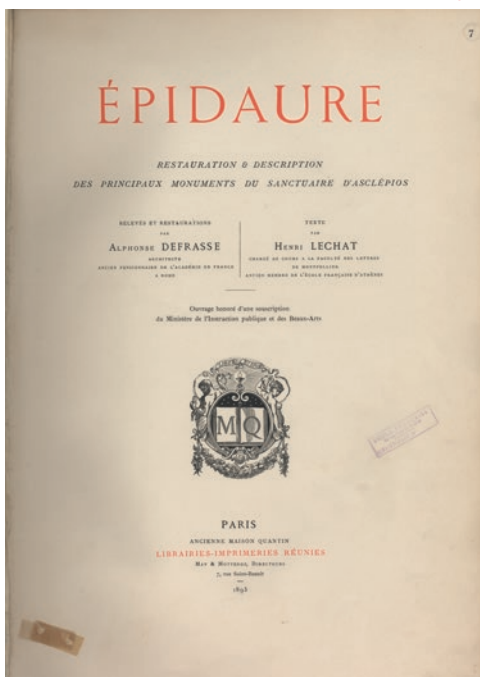 7
ÉPIDAURE
RESTAURATION & DESCRIPTION
DES PRINCIPAUX MONUMENTS DU SANCTUAIRE D'ASCLÉPIOS
RELEVÉS ET RESTAURATIONS
PAR
ALPHONSE DEFRASSE
ARCHITECTE
ANCIEN PENSIONNAIRE DE L'ACADÉMIE DE FRANCE
A ROME
TEXTE
PAR
HENRI LECHAT
CHARGÉ DE COURS A LA FACULTÉ DES LETTRES
DE MONTPELLIER
ANCIEN MEMBRE DE L'ÉCOLE FRANÇAISE D'ATHÈNES
Ouvrage honoré d'une souscription
du Ministère de l'Instruction publique et des Beaux-Arts
M Q
PARIS
ANCIENNE MAISON QUANTIN
LIBRAIRIES-IMPRIMERIES RÉUNIES
MAY & MOTTEROZ, DIRECTEURS
7, rue Saint-Benoît
1895